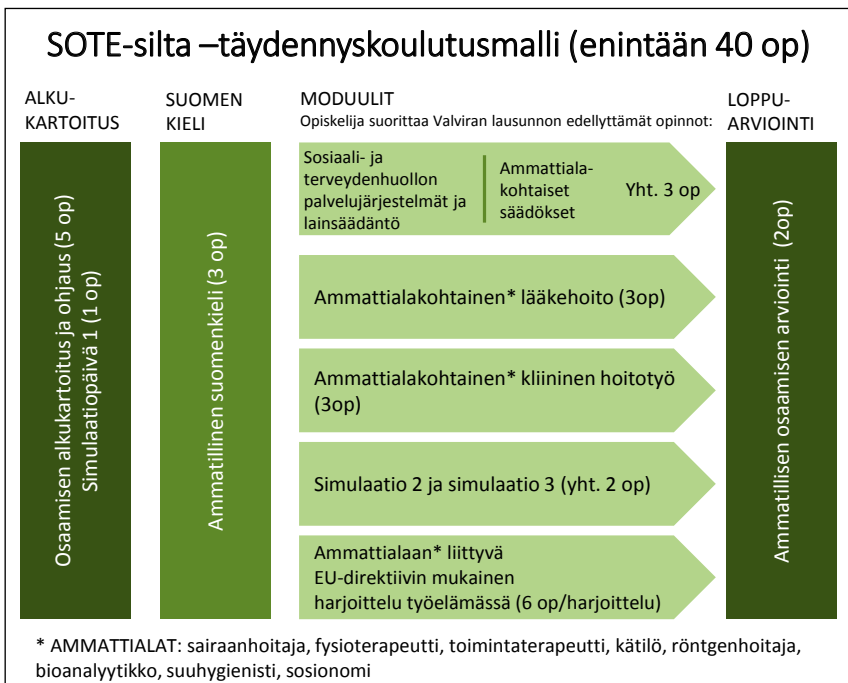 SOTE-silta –täydennyskoulutusmalli (enintään 40 op)
ALKU-
KARTOITUS
SUOMEN
KIELI
MODUULIT
Opiskelija suorittaa Valviran lausunnon edellyttämät opinnot:
LOPPU-
ARVIOINTI
Osaamisen alkukartoitus ja ohjaus (5 op)
Simulaatiopäivä 1 (1 op)
Ammatillinen suomenkieli (3 op)
Sosiaali- ja
terveydenhuollon
palvelujärjestelmät ja
lainsäädäntö
Ammattiala-
kohtaiset
säädökset
Yht. 3 op
Ammattialakohtainen* lääkehoito (3op)
Ammattialakohtainen* kliininen hoitotyö
(3op)
Simulaatio 2 ja simulaatio 3 (yht. 2 op)
Ammattialaan* liittyvä
EU-direktiivin mukainen
harjoittelu työelämässä (6 op/harjoittelu)
Ammatillisen osaamisen arviointi (2op)
* AMMATTIALAT: sairaanhoitaja, fysioterapeutti, toimintaterapeutti, kätilö, röntgenhoitaja,
bioanalyytikko, suuhygienisti, sosionomi